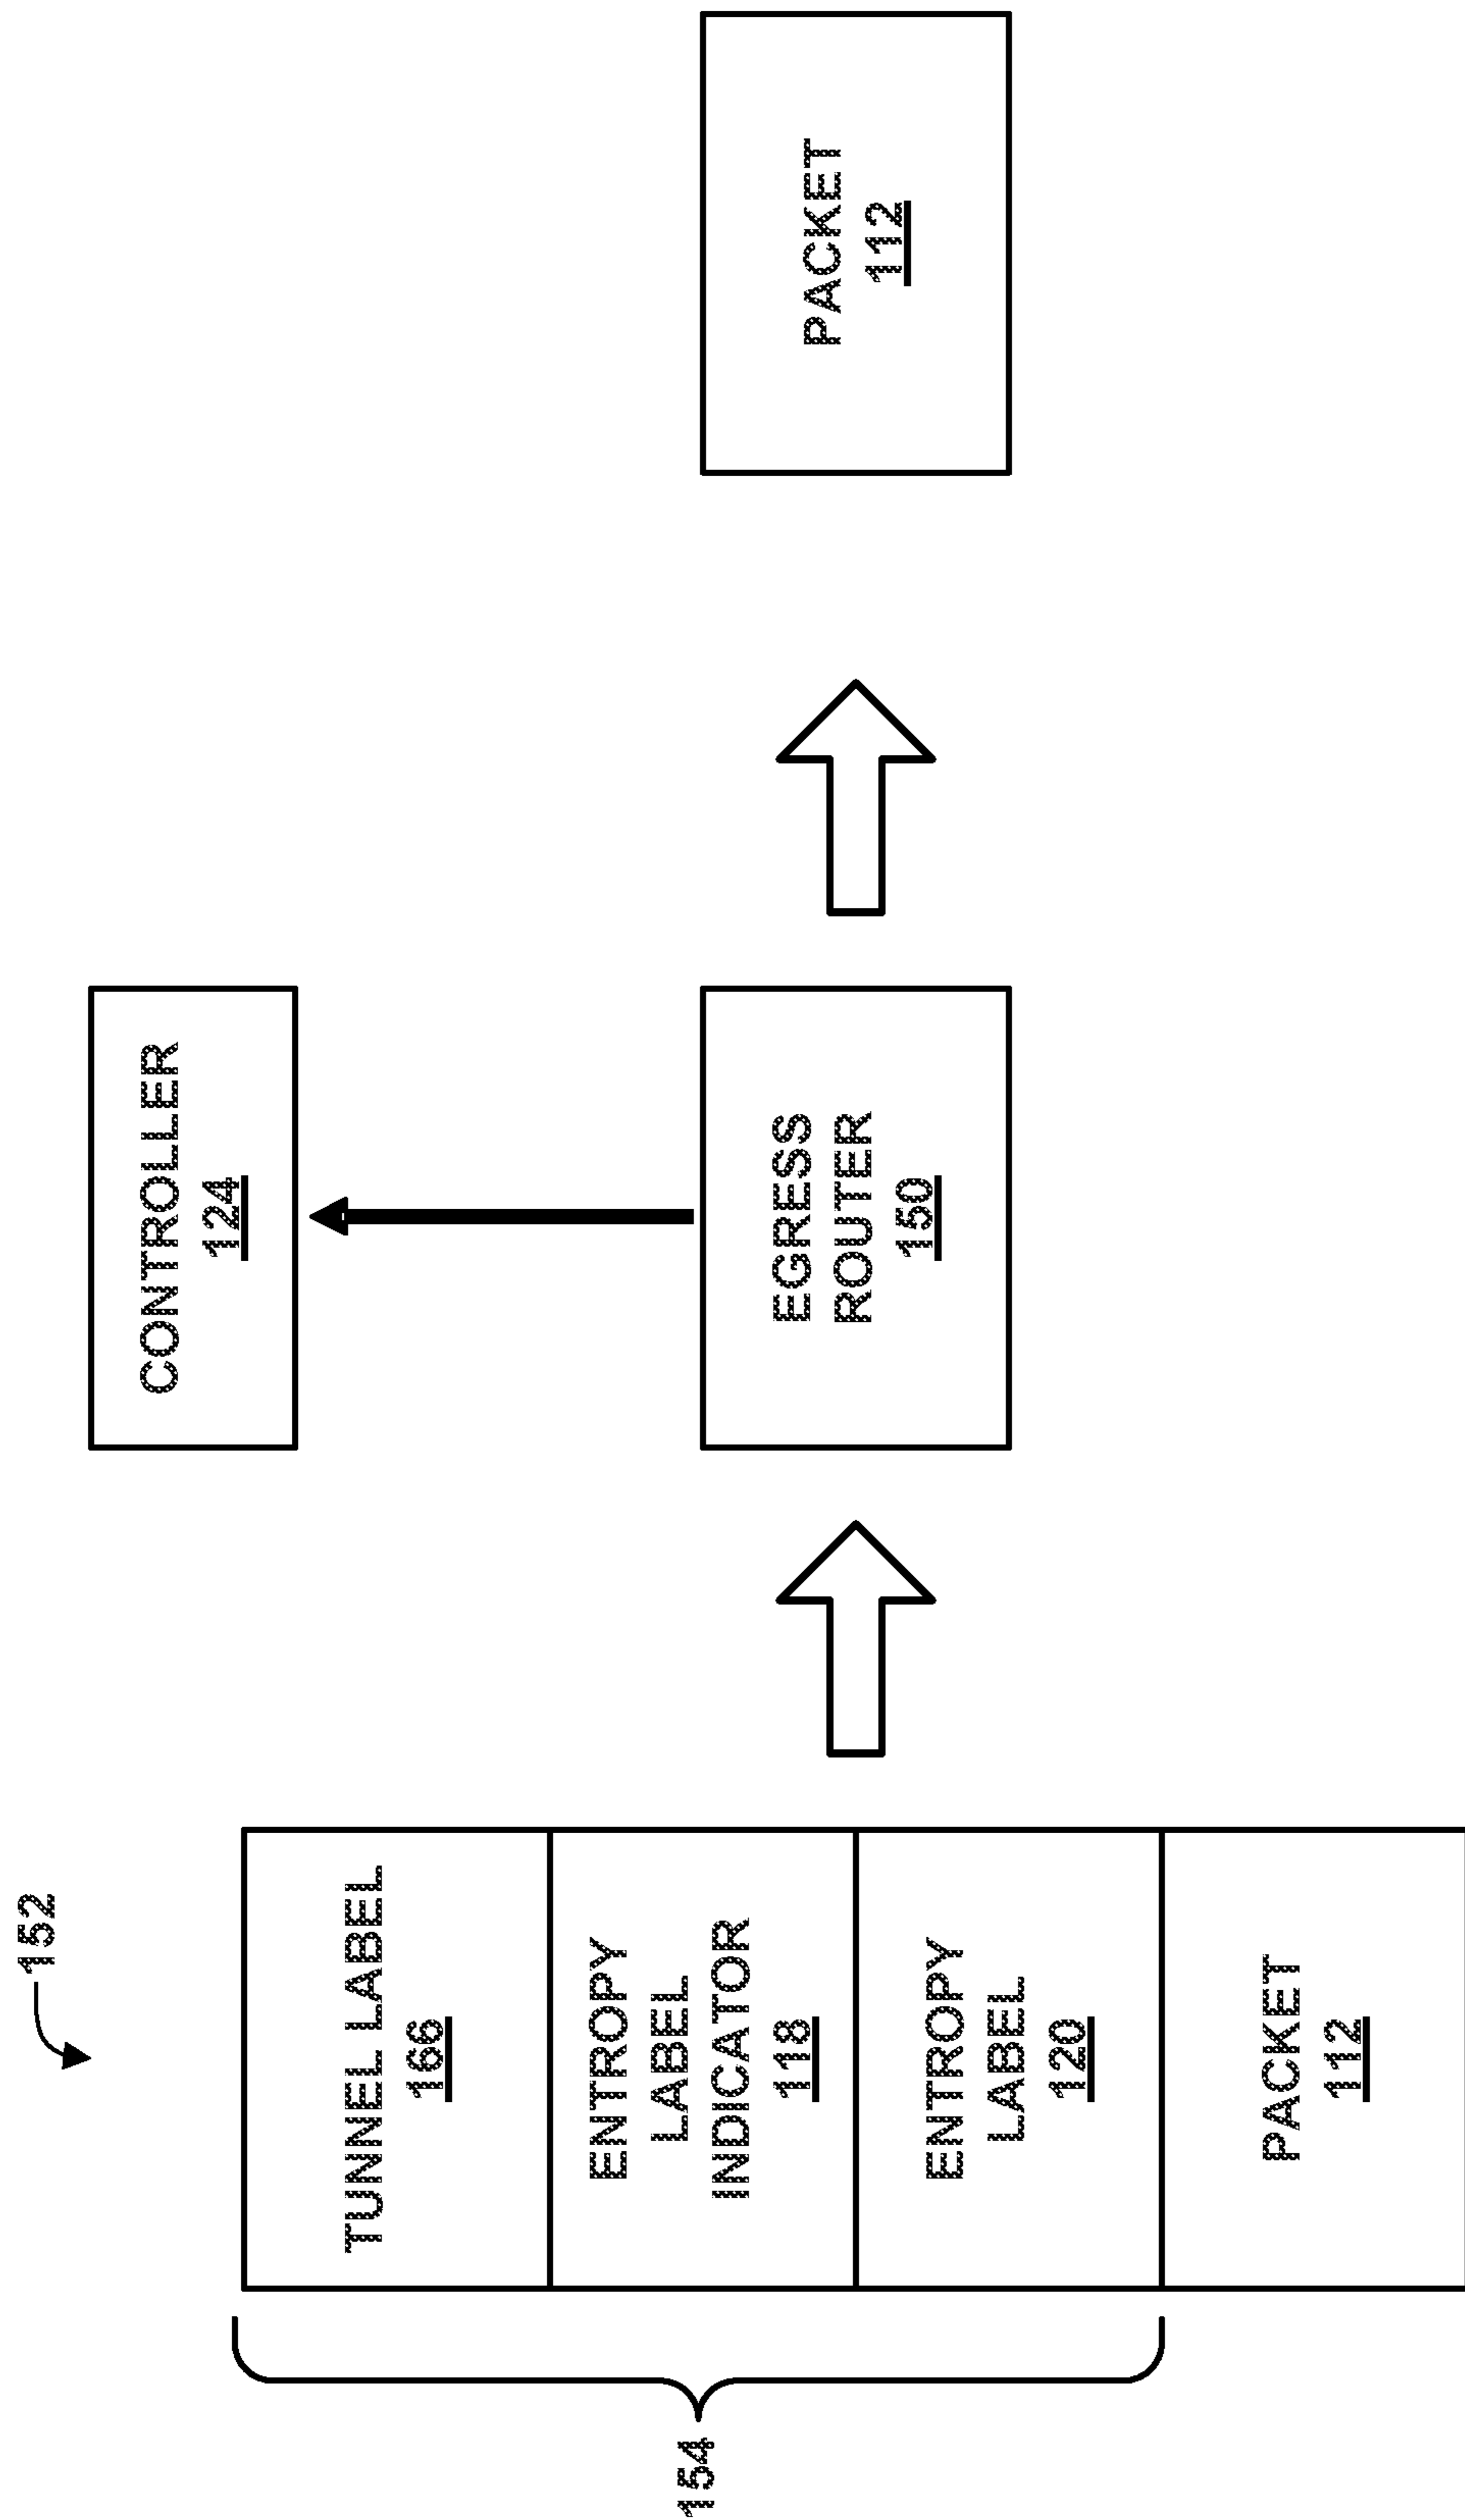 152
154
TUNNEL LABEL
166
ENTROPY
LABEL
INDICATOR
118
ENTROPY
LABEL
120
PACKET
112
CONTROLLER
124
EGRESS
ROUTER
150
PACKET
112